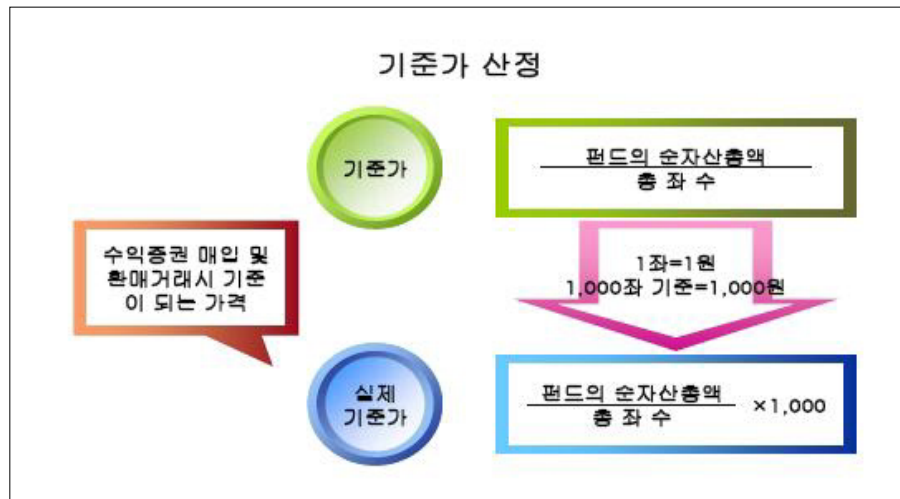 기준가 산정
기준가
펀드의 순자산총액
총 좌 수
수익증권 매입 및
환매거래시 기준
이 되는 가격
1좌=1원
1,000좌 기준=1,000원
실제
기준가
펀드의 순자산총액
총 좌 수
×1,000